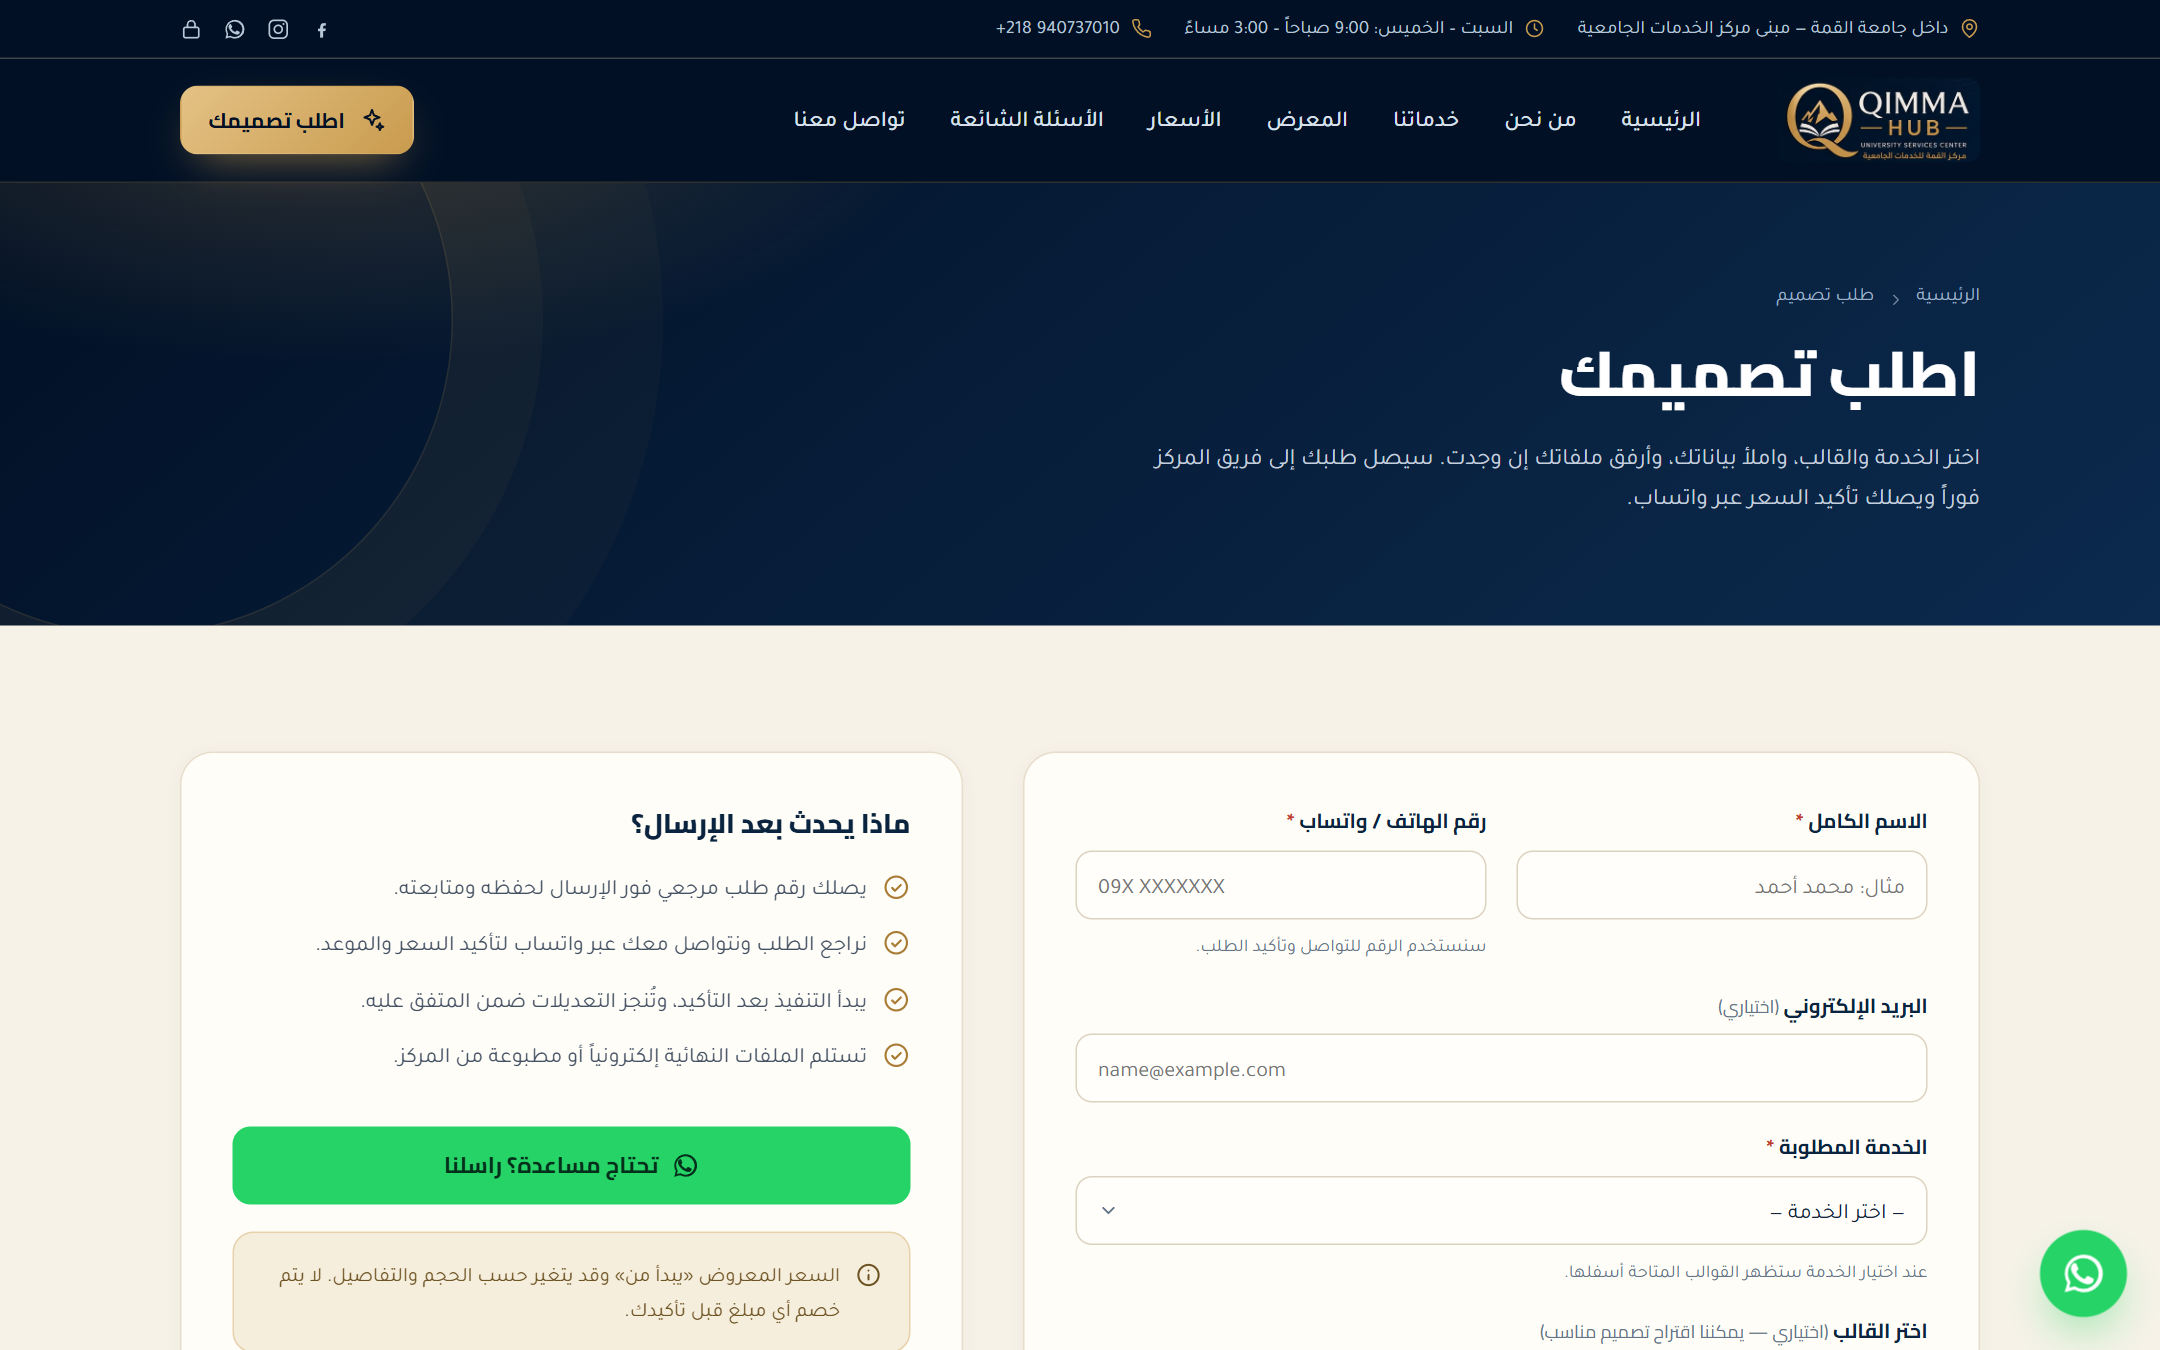 داخل جامعة القمة – مبنى مركز الخدمات الجامعية
السبت - الخميس: 9:00 صباحاً - 3:00 مساءً
+218 940737010
QIMMA
HUB
UNIVERSITY SERVICES CENTER
مركز القمة للخدمات الجامعية
الرئيسية
من نحن
خدماتنا
المعرض
الأسعار
الأسئلة الشائعة
تواصل معنا
اطلب تصميمك
الرئيسية
طلب تصميم
اطلب تصميمك
اختر الخدمة والقالب، واملأ بياناتك، وأرفق ملفاتك إن وجدت. سيصل طلبك إلى فريق المركز
فوراً ويصلك تأكيد السعر عبر واتساب.
الاسم الكامل *
مثال: محمد أحمد
رقم الهاتف / واتساب *
09X XXXXXXX
سنستخدم الرقم للتواصل وتأكيد الطلب.
البريد الإلكتروني (اختياري)
name@example.com
الخدمة المطلوبة *
– اختر الخدمة –
عند اختيار الخدمة ستظهر القوالب المتاحة أسفلها.
اختر القالب (اختياري — يمكننا اقتراح تصميم مناسب)
ماذا يحدث بعد الإرسال؟
يصلك رقم طلب مرجعي فور الإرسال لحفظه ومتابعته.
نراجع الطلب ونتواصل معك عبر واتساب لتأكيد السعر والموعد.
يبدأ التنفيذ بعد التأكيد، وتُنجز التعديلات ضمن المتفق عليه.
تستلم الملفات النهائية إلكترونياً أو مطبوعة من المركز.
تحتاج مساعدة؟ راسلنا
السعر المعروض «يبدأ من» وقد يتغير حسب الحجم والتفاصيل. لا يتم
خصم أي مبلغ قبل تأكيدك.